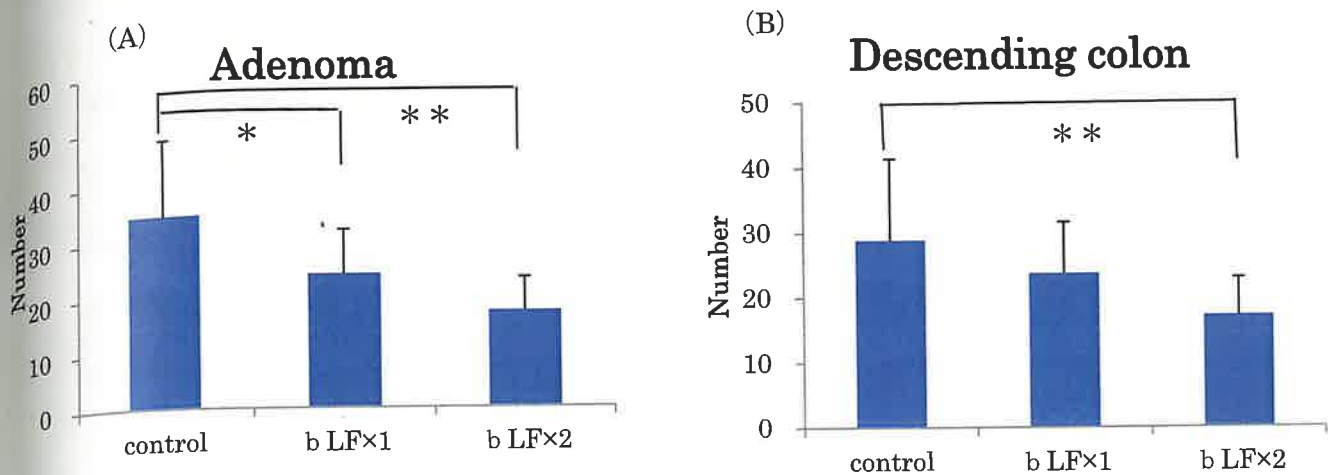 (A)
Adenoma
60
50
40
30
20
10
0
Number
*
**
control
b LF×1
b LF×2
(B)
Descending colon
50
40
30
20
10
0
Number
**
control
b LF×1
b LF×2